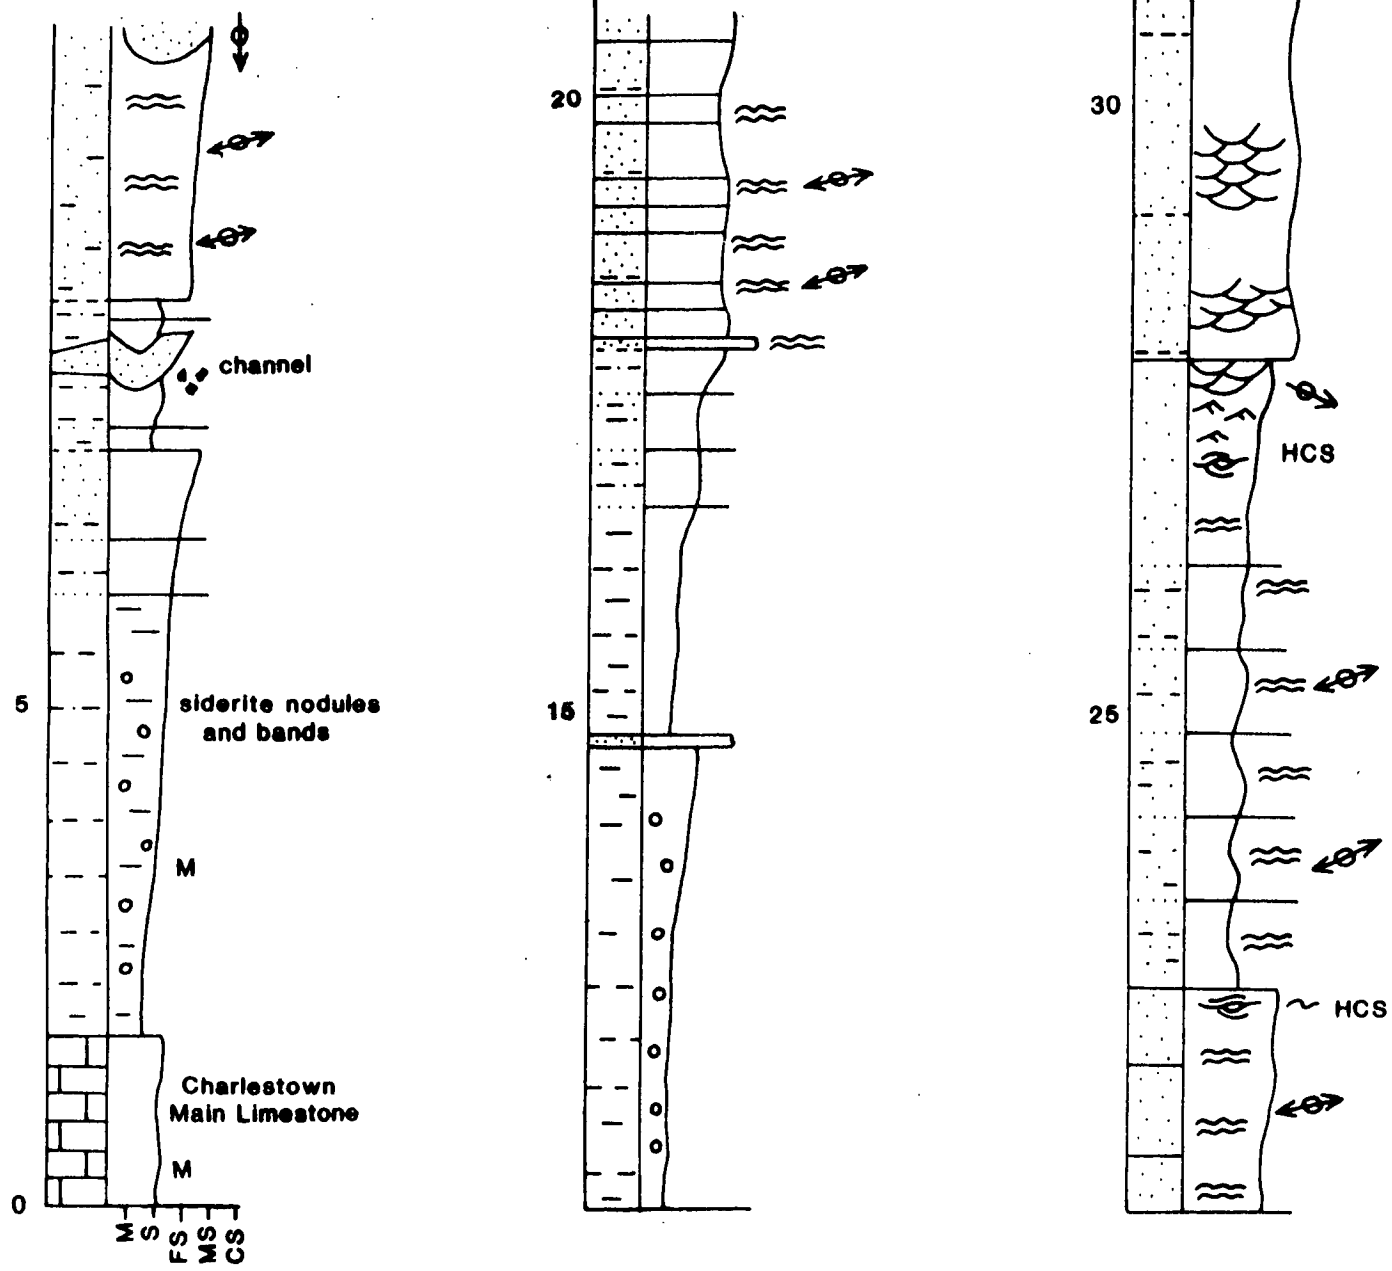 channel
5
siderite nodules
and bands
M
Charlestown
Main Limestone
M
0
M
S
FS
MS
CS
20
15
30
HCS
25
HCS